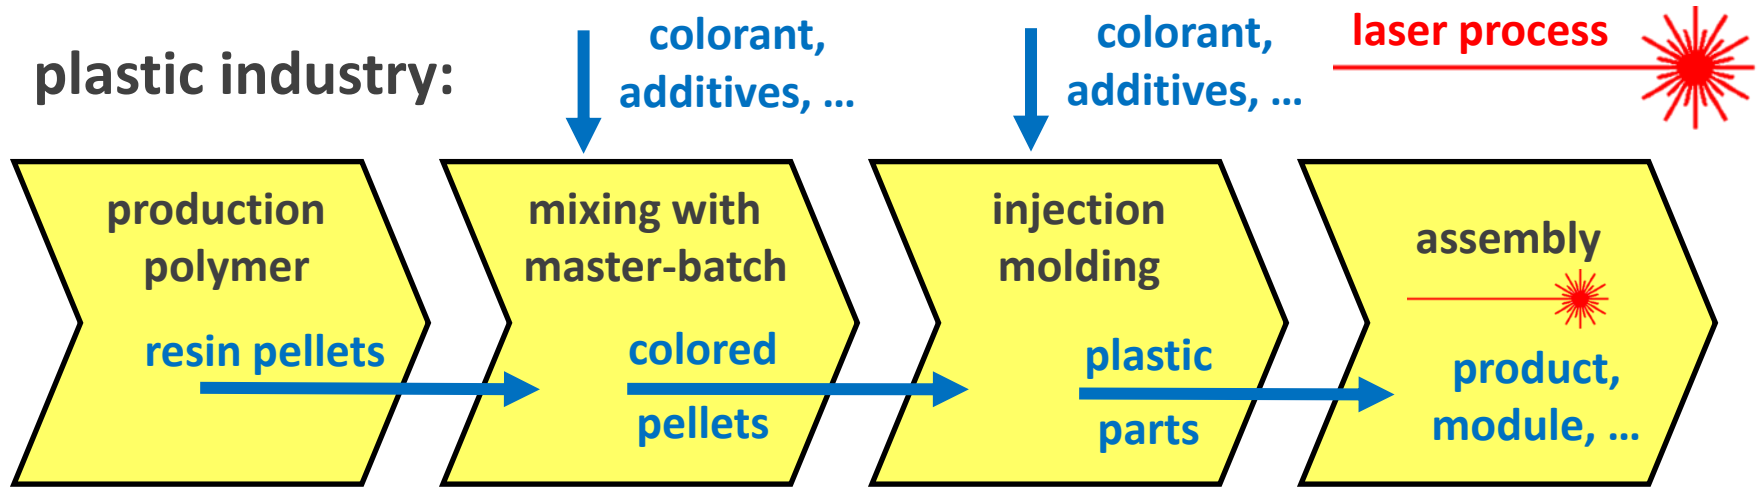 plastic industry:
colorant,
additives, ...
colorant,
additives, ...
laser process
production
polymer
resin pellets
mixing with
master-batch
colored
pellets
injection
molding
plastic
parts
assembly
product,
module, ...